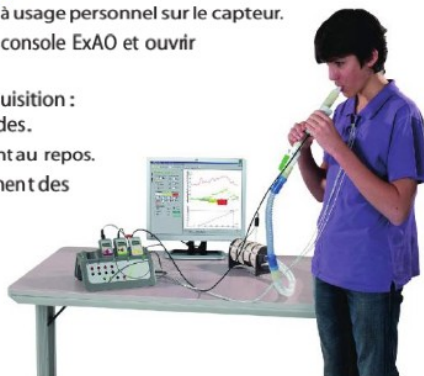 à usage personnel sur le capteur.
console ExAO et ouvrir
uisition :
des.
nt au repos.
ment des